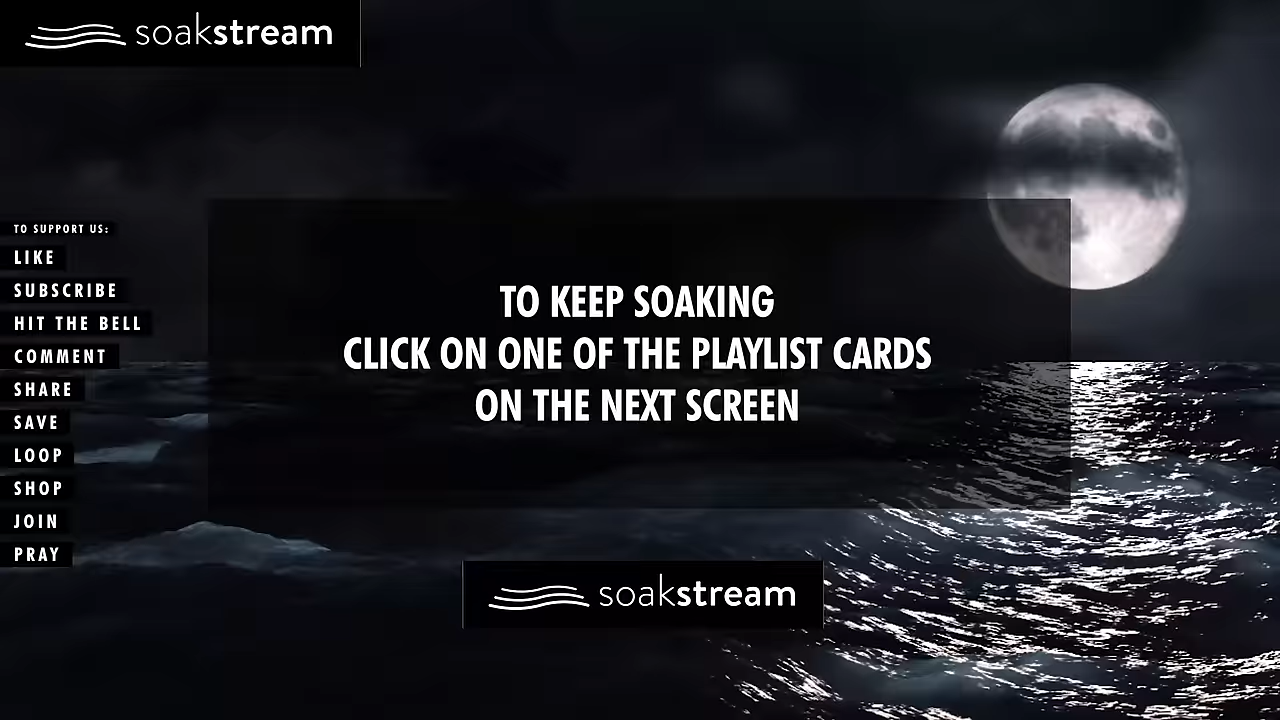 soakstream
TO SUPPORT US:
LIKE
SUBSCRIBE
HIT THE BELL
COMMENT
SHARE
SAVE
LOOP
SHOP
JOIN
PRAY
TO KEEP SOAKING
CLICK ON ONE OF THE PLAYLIST CARDS
ON THE NEXT SCREEN
soakstream